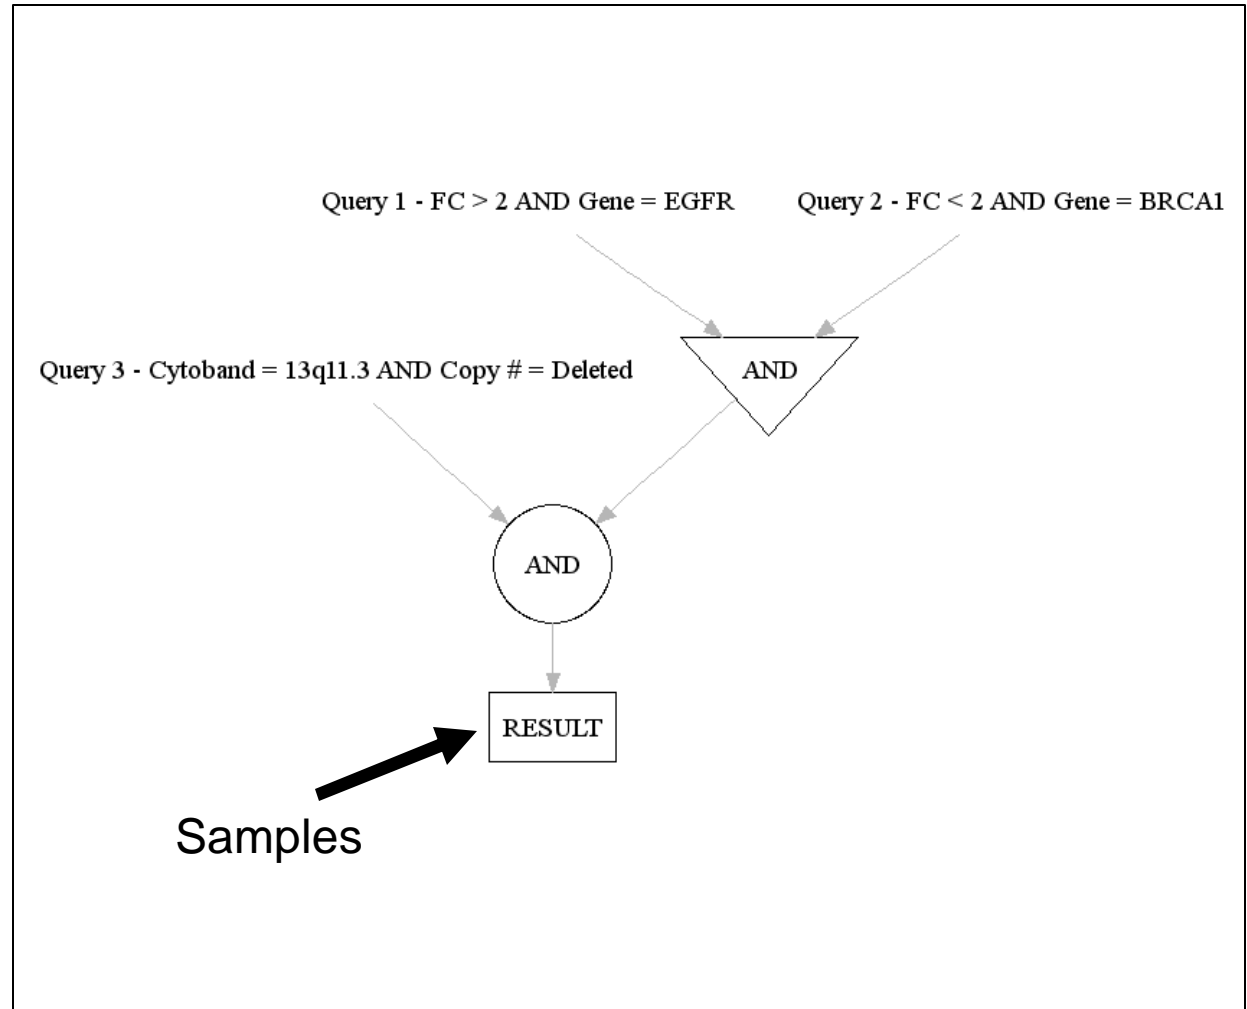 Query 1 - FC > 2 AND Gene = EGFR
Query 2 - FC < 2 AND Gene = BRCA1
Query 3 - Cytoband = 13q11.3 AND Copy # = Deleted
AND
AND
RESULT
Samples